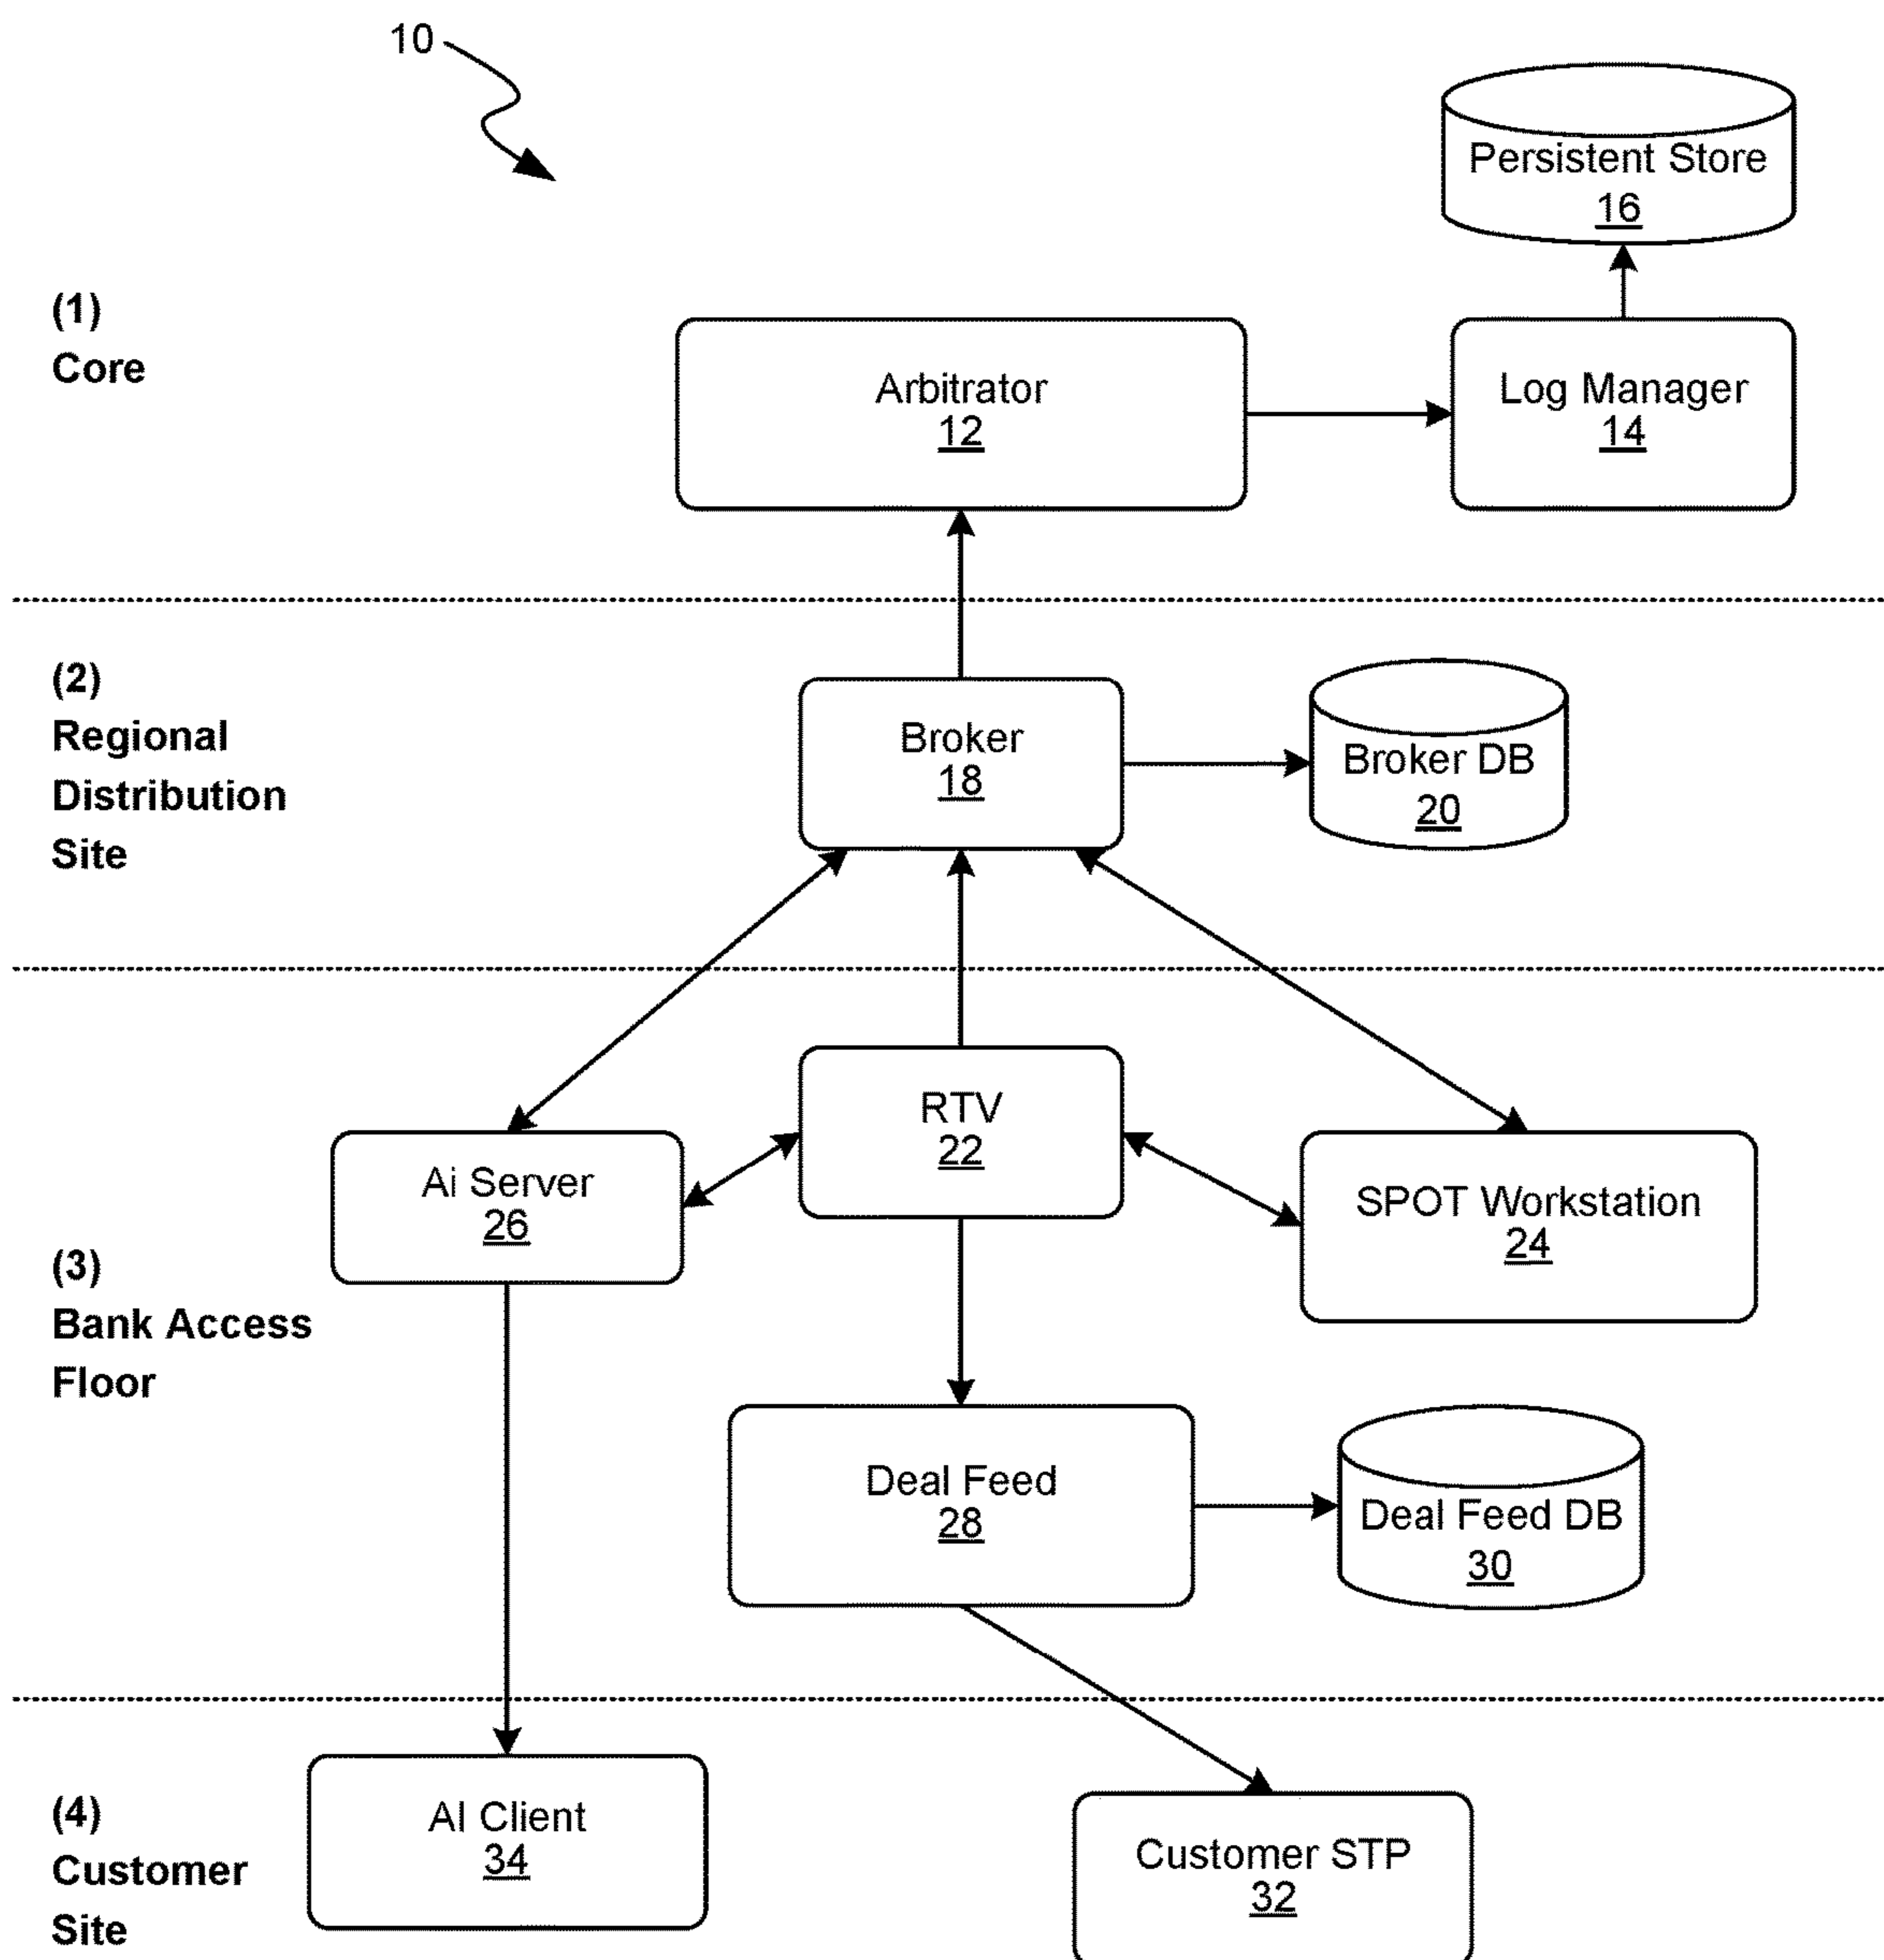 10
Persistent Store
16
(1)
Core
Arbitrator
12
Log Manager
14
(2)
Regional
Distribution
Site
Broker
18
Broker DB
20
RTV
22
Ai Server
26
SPOT Workstation
24
(3)
Bank Access
Floor
Deal Feed
28
Deal Feed DB
30
(4)
Customer
Site
AI Client
34
Customer STP
32